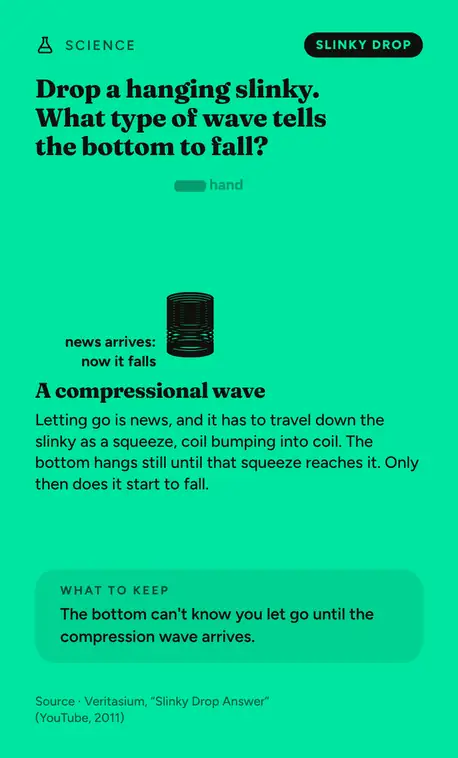 SCIENCE
SLINKY DROP
Drop a hanging slinky.
What type of wave tells
the bottom to fall?
hand
news arrives:
now it falls
A compressional wave
Letting go is news, and it has to travel down the
slinky as a squeeze, coil bumping into coil. The
bottom hangs still until that squeeze reaches it. Only
then does it start to fall.
WHAT TO KEEP
The bottom can't know you let go until the
compression wave arrives.
Source · Veritasium, “Slinky Drop Answer”
(YouTube, 2011)